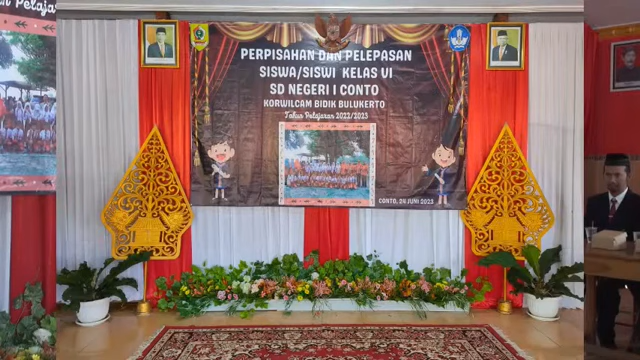 PERPISAHAN DAN PELEPASAN
SISWA/SISWI KELAS VI
SD NEGERI I CONTO
KORWILCAM BIDIK BULUKERTO
Tahun Pelajaran 2022/2023
CONTO, 24 JUNI 2023